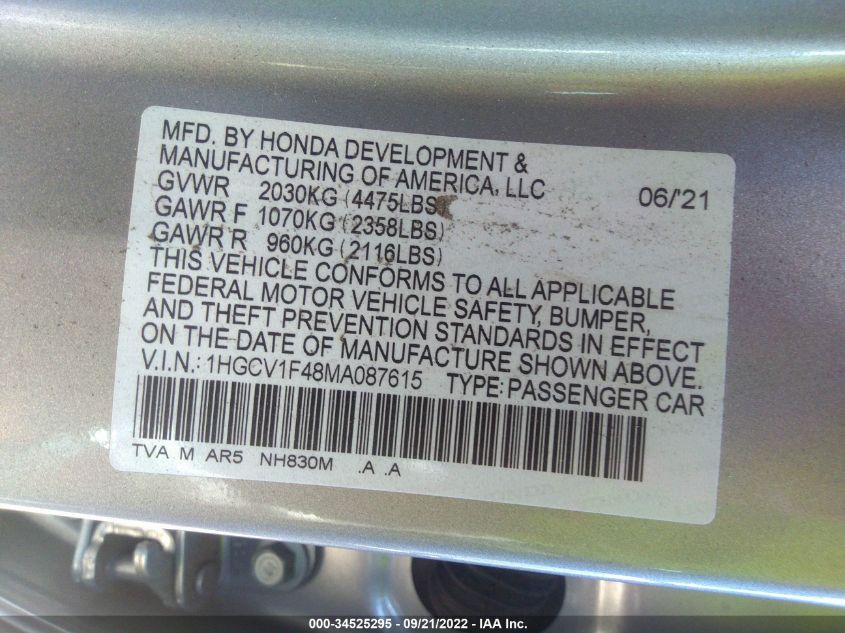 MFD. BY HONDA DEVELOPMENT &
MANUFACTURING OF AMERICA, LLC
GVWR 2030KG (4475LBS) 06/'21
GAWR F 1070KG (2358LBS)
GAWR R 960KG (2116LBS)
THIS VEHICLE CONFORMS TO ALL APPLICABLE
FEDERAL MOTOR VEHICLE SAFETY, BUMPER,
AND THEFT PREVENTION STANDARDS IN EFFECT
ON THE DATE OF MANUFACTURE SHOWN ABOVE.
V.I.N.: 1HGCV1F48MA087615 TYPE: PASSENGER CAR
TVA M AR5 NH830M .A .A
000-34525295 - 09/21/2022 - IAA Inc.